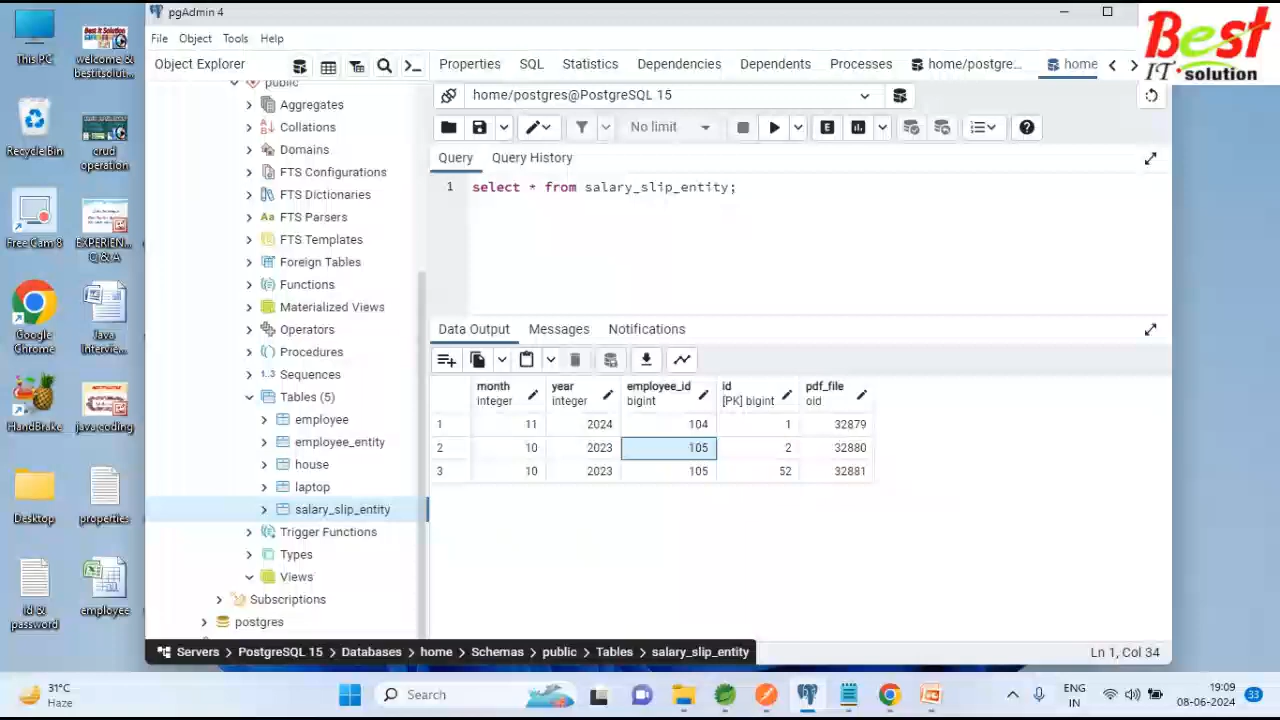 pgAdmin 4
File Object Tools Help
Object Explorer
Properties SQL Statistics Dependencies Dependents Processes home/postgre... home
public
Aggregates
Collations
Domains
FTS Configurations
FTS Dictionaries
FTS Parsers
FTS Templates
Foreign Tables
Functions
Materialized Views
Operators
Procedures
1..3 Sequences
Tables (5)
employee
employee_entity
house
laptop
salary_slip_entity
Trigger Functions
Types
Views
Subscriptions
postgres
home/postgres@PostgreSQL 15
No limit
Query Query History
1 select * from salary_slip_entity;
Data Output Messages Notifications
month integer year integer employee_id bigint id [PK] bigint pdf_file oid
1 11 2024 104 1 32879
2 10 2023 105 2 32880
3 10 2023 105 52 32881
Servers PostgreSQL 15 Databases home Schemas public Tables salary_slip_entity
Ln 1, Col 34
Best
IT solution
This PC
welcome &
bestitsolut...
Recycle Bin
crud
operation
Free Cam 8
EXPERIEN...
Q & A
Google
Chrome
Java
Intervie...
HandBrake
java coding
Desktop
properties
id &
password
employee
31°C
Haze
Search
ENG
IN
19:09
08-06-2024
33